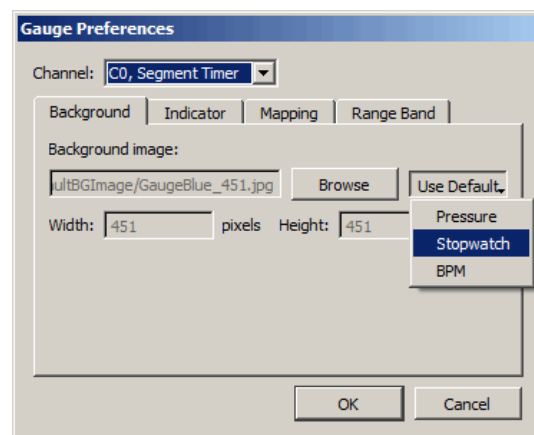 Gauge Preferences
Channel: C0, Segment Timer
Background Indicator Mapping Range Band
Background image:
ultBGImage/GaugeBlue_451.jpg Browse Use Default
Width: 451 pixels Height: 451
Pressure
Stopwatch
BPM
OK Cancel